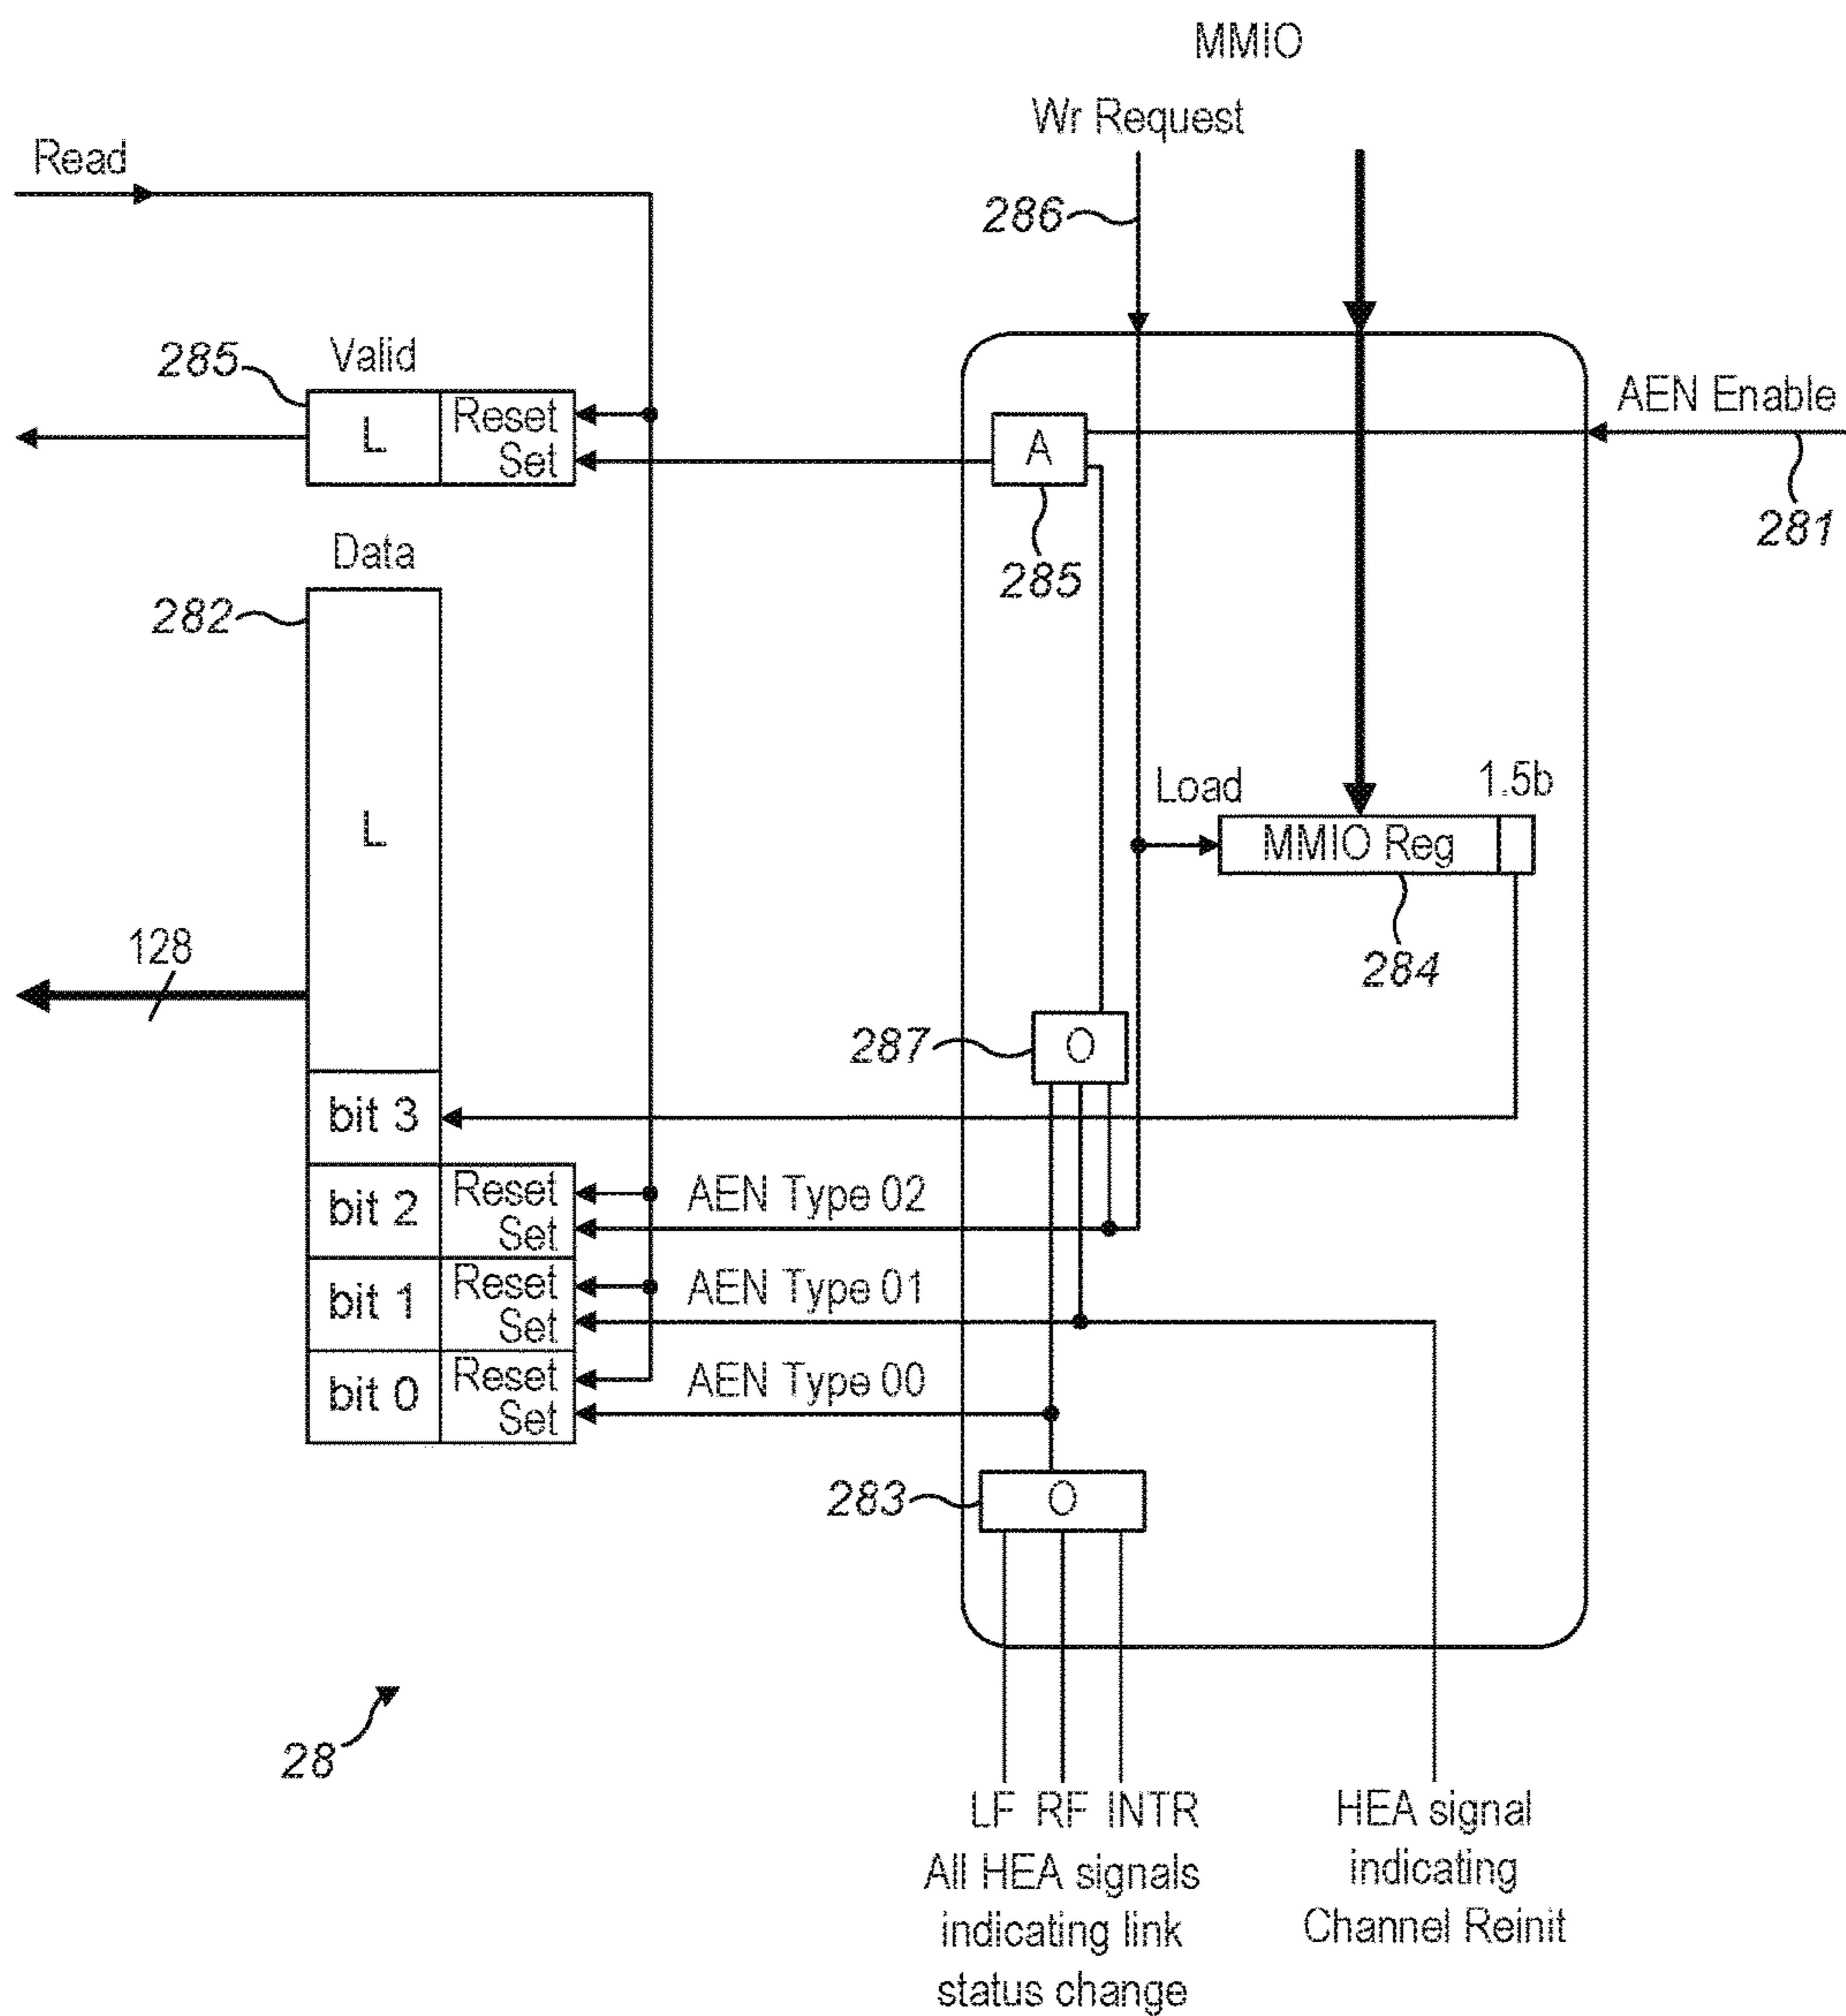 MMIO
Wr Request
Read
286
285
Valid
L
Reset
Set
A
285
AEN Enable
281
Data
282
L
Load
1.5b
MMIO Reg
284
128
287
O
bit 3
bit 2
Reset
Set
AEN Type 02
bit 1
Reset
Set
AEN Type 01
bit 0
Reset
Set
AEN Type 00
283
O
28
LF RF INTR
All HEA signals
indicating link
status change
HEA signal
indicating
Channel Reinit